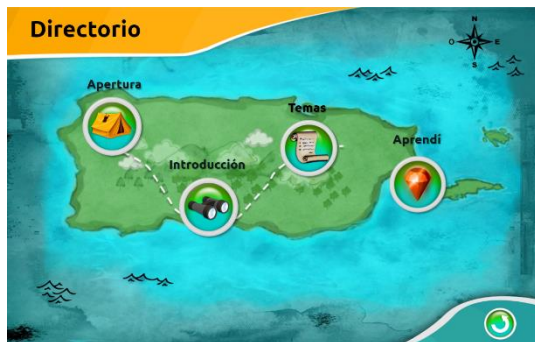 Directorio
N
O E
S
Apertura
Temas
Aprendí
Introducción